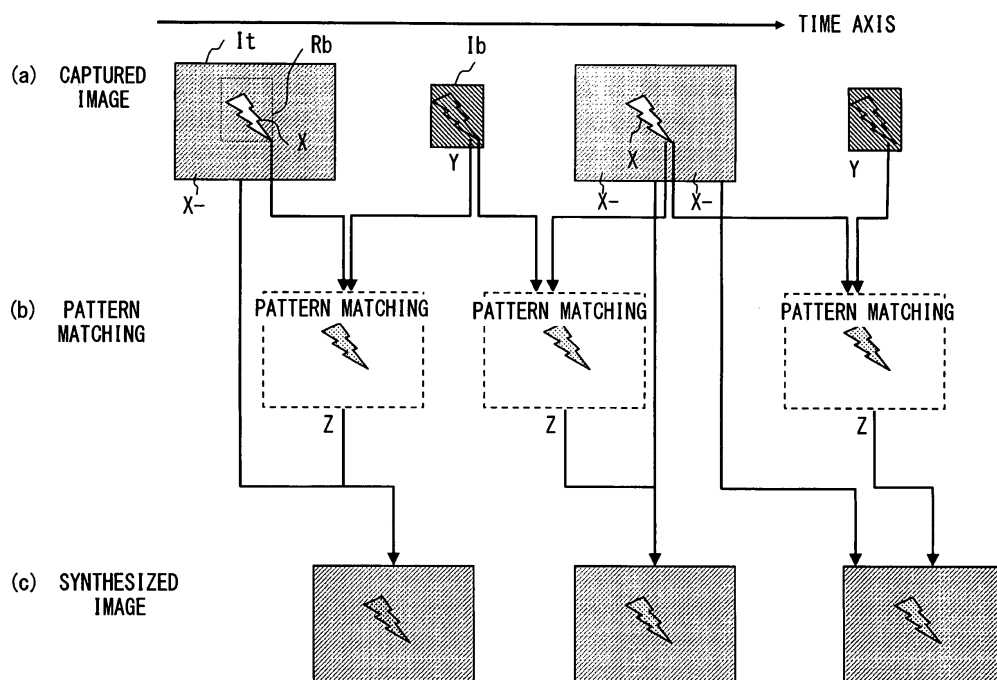 TIME AXIS
It
Rb
Ib
(a) CAPTURED
IMAGE
X
X
Y
Y
X-
X-
X-
(b) PATTERN
MATCHING
PATTERN MATCHING
PATTERN MATCHING
PATTERN MATCHING
Z
Z
Z
(c) SYNTHESIZED
IMAGE